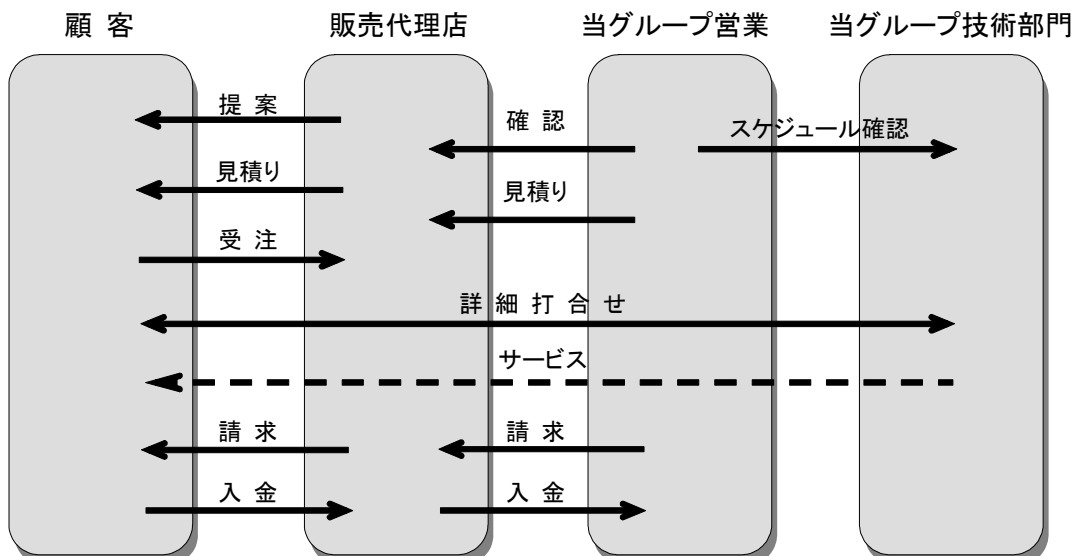 顧 客
販売代理店
当グループ営業
当グループ技術部門
提 案
確 認
スケジュール確認
見積り
見積り
受 注
詳 細 打 合 せ
サービス
請 求
請 求
入 金
入 金